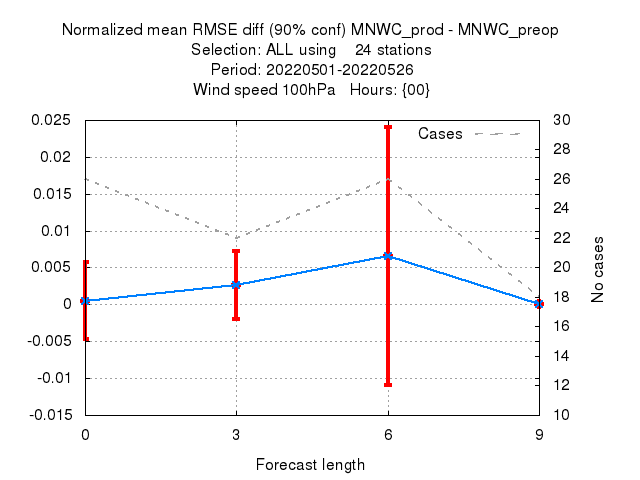 Normalized mean RMSE diff (90% conf) MNWC_prod - MNWC_preop
Selection: ALL using 24 stations
Period: 20220501-20220526
Wind speed 100hPa Hours: {00}
0.025
0.02
0.015
0.01
0.005
0
-0.005
-0.01
-0.015
Cases
30
28
26
24
22
20
18
16
14
12
10
No cases
0 3 6 9
Forecast length